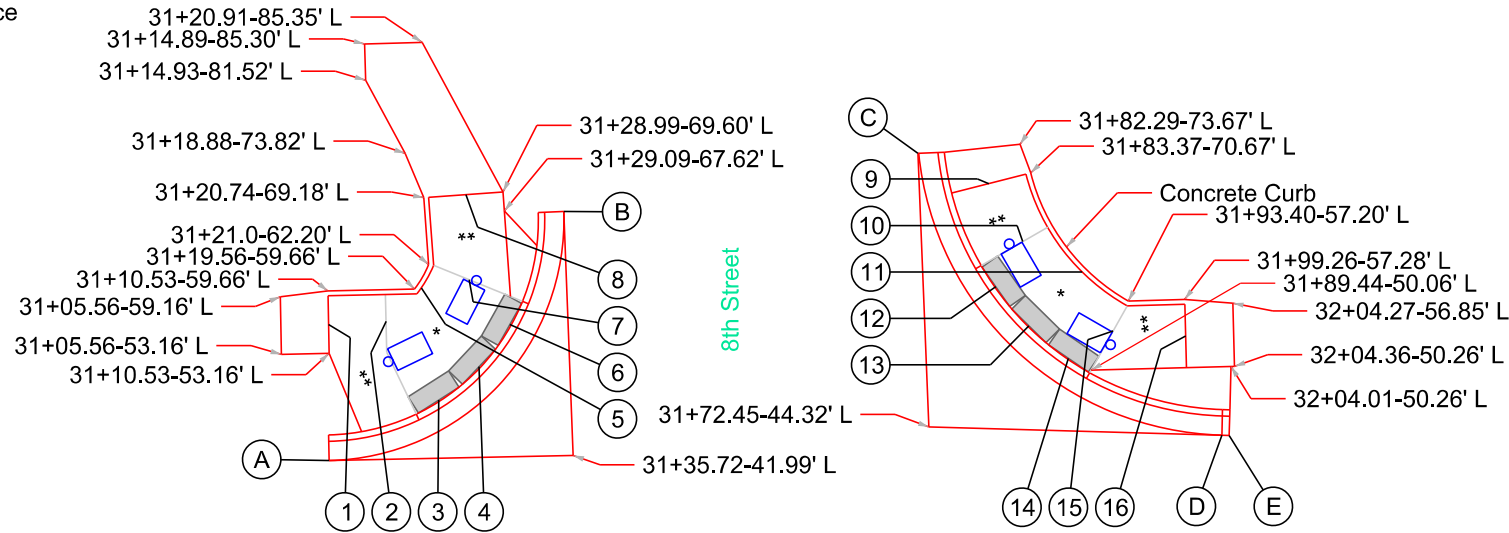 ce
31+20.91-85.35' L
31+14.89-85.30' L
31+14.93-81.52' L
31+18.88-73.82' L
31+20.74-69.18' L
31+21.0-62.20' L
31+19.56-59.66' L
31+10.53-59.66' L
31+05.56-59.16' L
31+05.56-53.16' L
31+10.53-53.16' L
31+28.99-69.60' L
31+29.09-67.62' L
B
**
8
7
6
5
*
**
A
1
2
3
4
31+35.72-41.99' L
8th Street
C
31+82.29-73.67' L
31+83.37-70.67' L
Concrete Curb
31+93.40-57.20' L
31+99.26-57.28' L
31+89.44-50.06' L
32+04.27-56.85' L
32+04.36-50.26' L
32+04.01-50.26' L
9
10
11
12
13
**
*
**
31+72.45-44.32' L
14
15
16
D
E